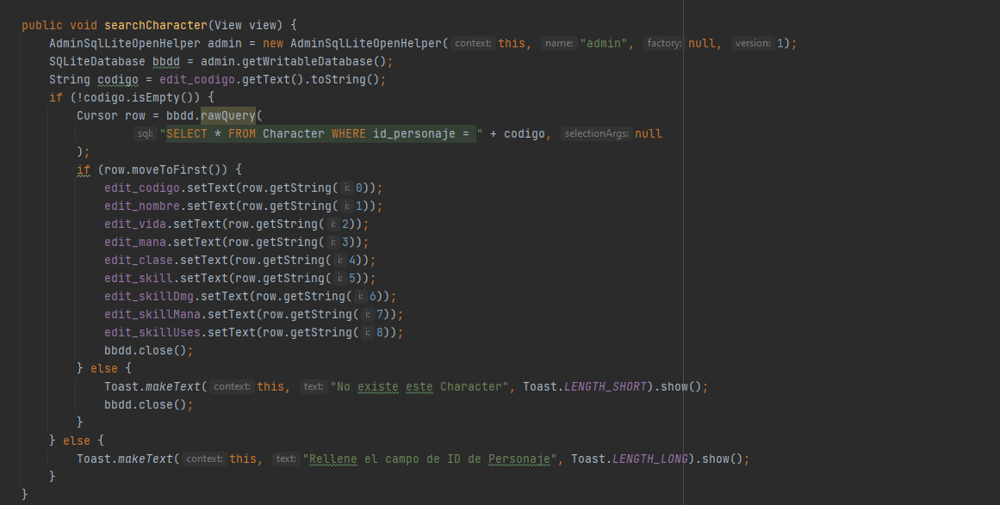 public void searchCharacter(View view) {
AdminSqlLiteOpenHelper admin = new AdminSqlLiteOpenHelper( context: this, name: "admin", factory: null, version: 1);
SQLiteDatabase bbdd = admin.getWritableDatabase();
String codigo = edit_codigo.getText().toString();
if (!codigo.isEmpty()) {
Cursor row = bbdd.rawQuery(
sql: "SELECT * FROM Character WHERE id_personaje = " + codigo, selectionArgs: null
);
if (row.moveToFirst()) {
edit_codigo.setText(row.getString( i: 0));
edit_nombre.setText(row.getString( i: 1));
edit_vida.setText(row.getString( i: 2));
edit_mana.setText(row.getString( i: 3));
edit_clase.setText(row.getString( i: 4));
edit_skill.setText(row.getString( i: 5));
edit_skillDmg.setText(row.getString( i: 6));
edit_skillMana.setText(row.getString( i: 7));
edit_skillUses.setText(row.getString( i: 8));
bbdd.close();
} else {
Toast.makeText( context: this, text: "No existe este Character", Toast.LENGTH_SHORT).show();
bbdd.close();
}
} else {
Toast.makeText( context: this, text: "Rellene el campo de ID de Personaje", Toast.LENGTH_LONG).show();
}
}